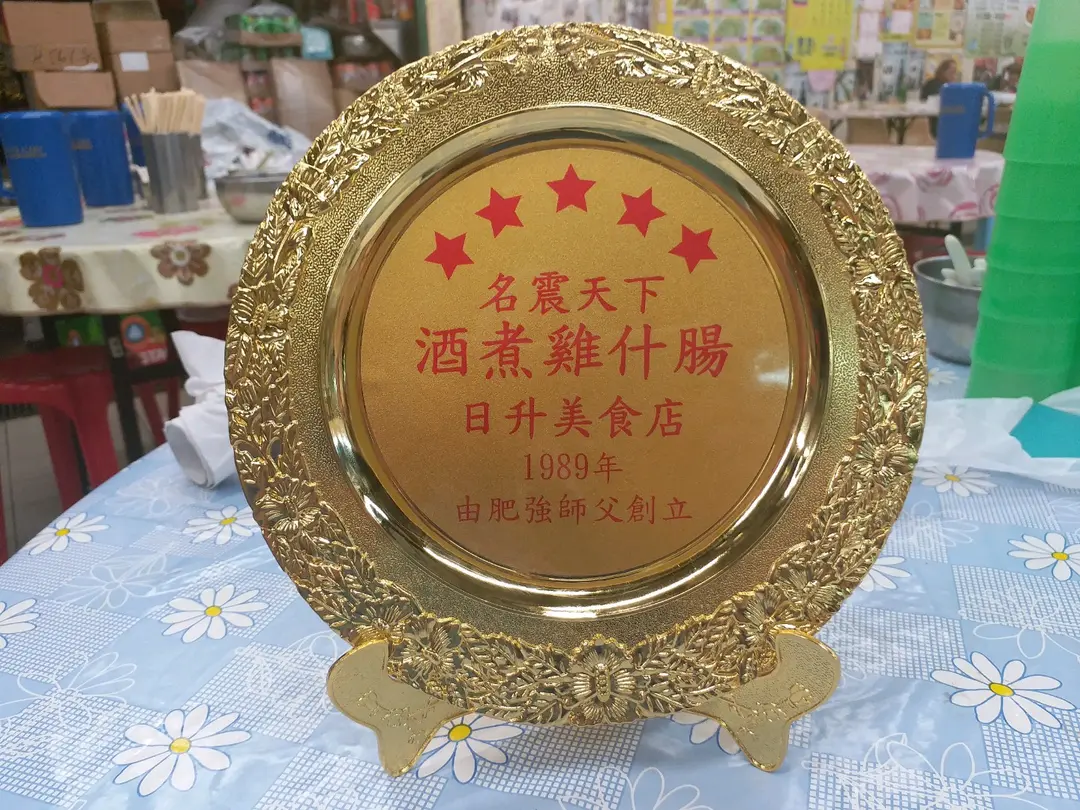 名震天下
酒煮雞什腸
日升美食店
1989年
由肥強師父創立